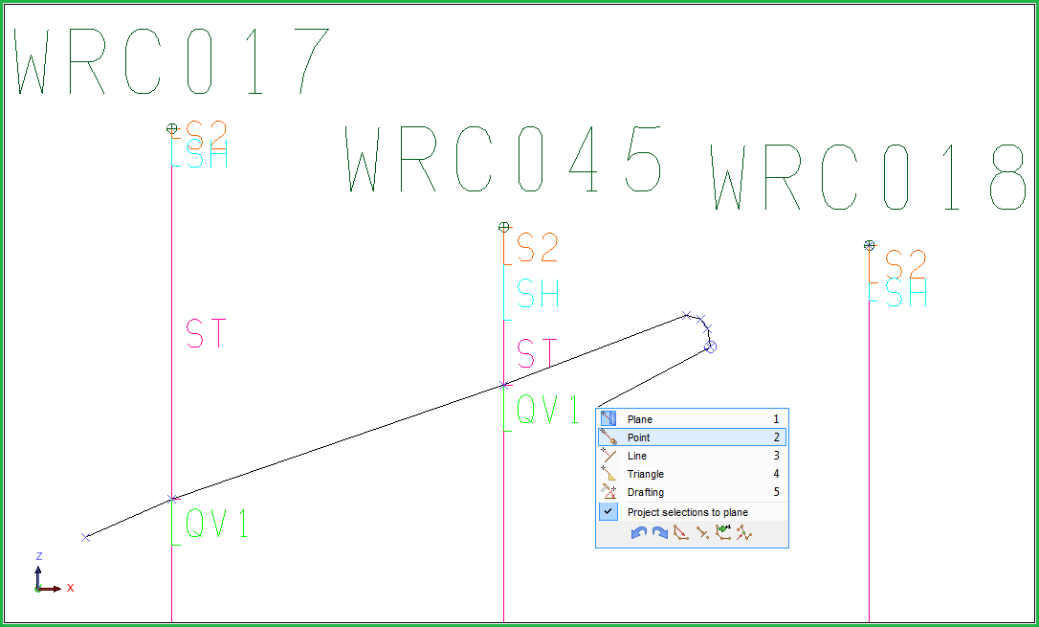 WRC017
S2
SH
WRC045
WRC018
S2
S2
SH
SH
ST
ST
QV1
Plane 1
Point 2
Line 3
Triangle 4
Drafting 5
Project selections to plane
QV1
Z
X